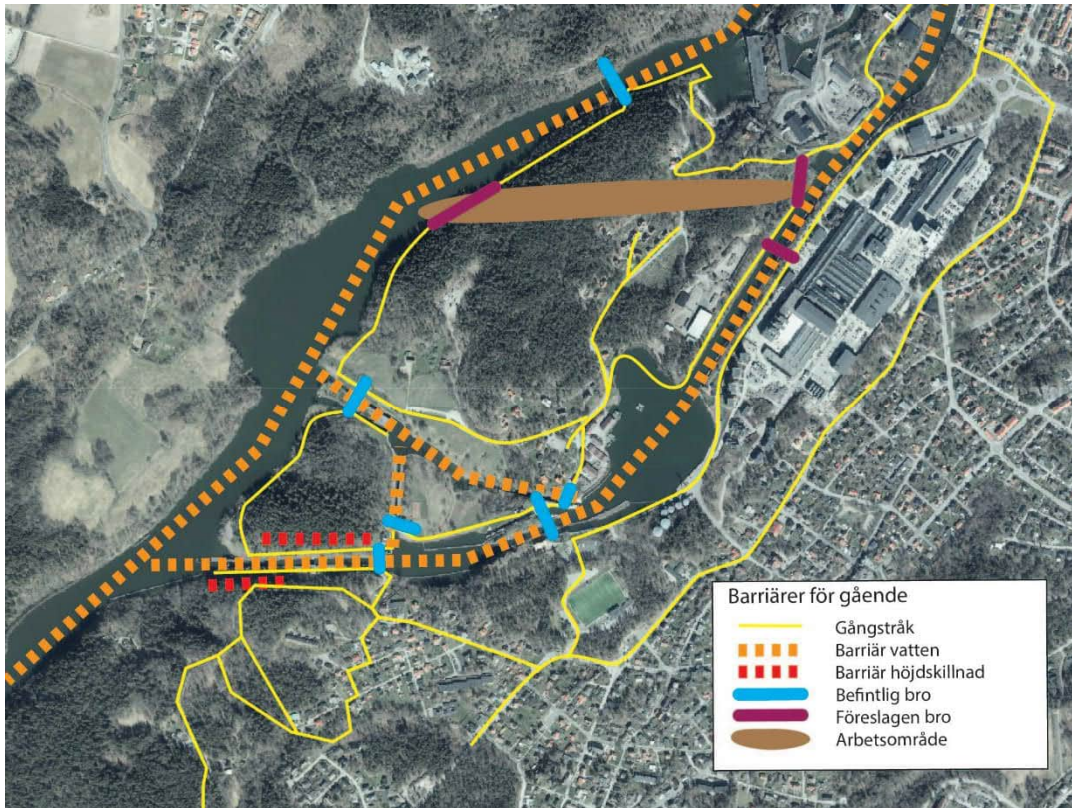 Barriärer för gående
Gångstråk
Barriär vatten
Barriär höjdskillnad
Befintlig bro
Föreslagen bro
Arbetsområde